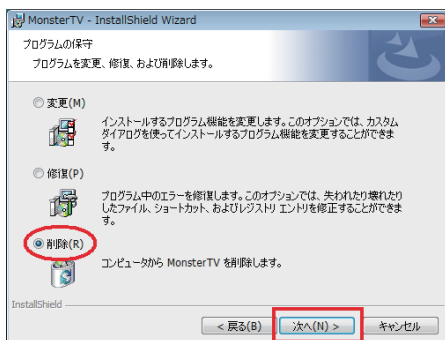 MonsterTV - InstallShield Wizard
プログラムの保守
プログラムを変更、修復、および削除します。
変更(M)
インストールするプログラム機能を変更します。このオプションでは、カスタム
ダイアログを使ってインストールするプログラム機能を変更することができま
す。
修復(P)
プログラム中のエラーを修復します。このオプションでは、失われたり壊れたり
したファイル、ショートカット、およびレジストリ エントリを修正することができま
す。
削除(R)
コンピュータから MonsterTV を削除します。
InstallShield
< 戻る(B)
次へ(N) >
キャンセル